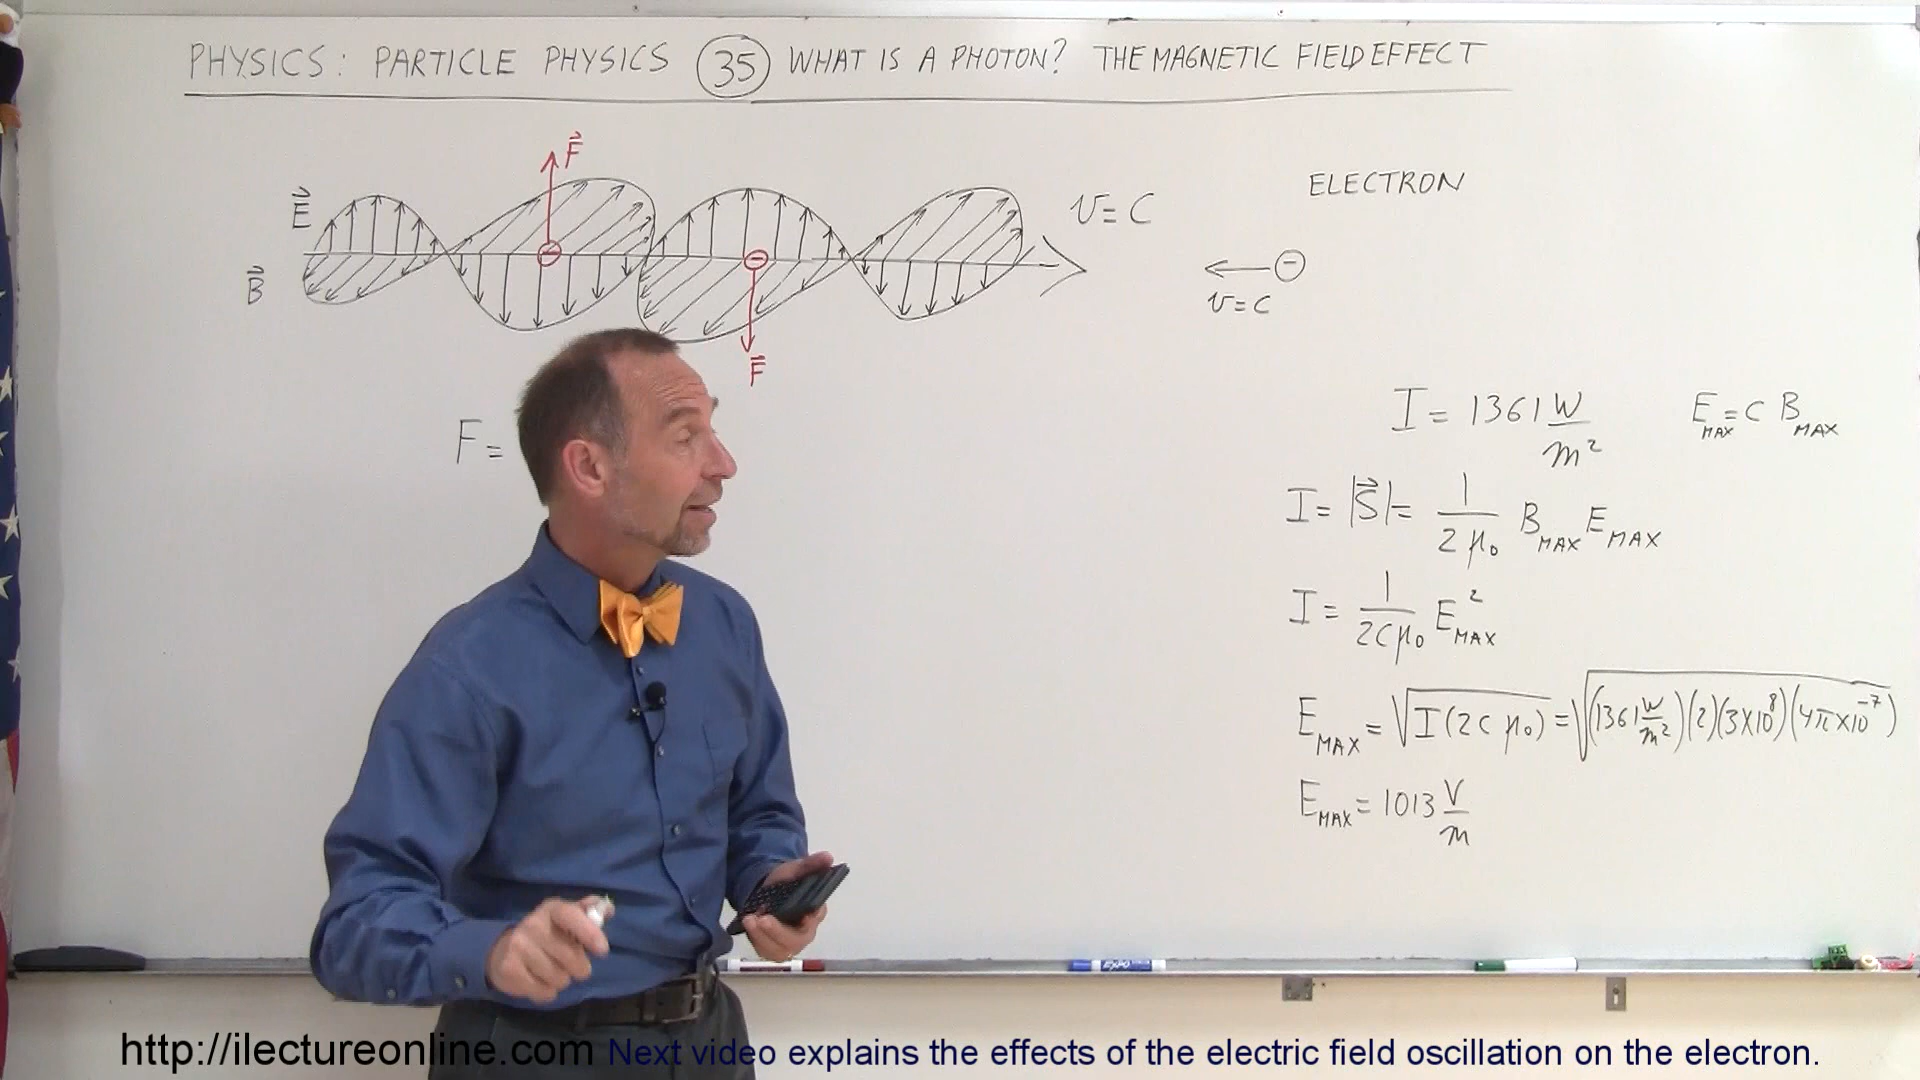 PHYSICS: PARTICLE PHYSICS 35 WHAT IS A PHOTON? THE MAGNETIC FIELD EFFECT
F⃗
E⃗
B⃗
F⃗
v = c
ELECTRON
⊖
⊖
⊖
v = c
F =
I = 1361 W/m² E_MAX = c B_MAX
I = |S⃗| = 1/(2μ₀) B_MAX E_MAX
I = 1/(2cμ₀) E²_MAX
E_MAX = √(I(2cμ₀)) = √((1361 W/m²)(2)(3×10⁸)(4π×10⁻⁷))
E_MAX = 1013 V/m
EXPO
http://ilectureonline.com Next video explains the effects of the electric field oscillation on the electron.